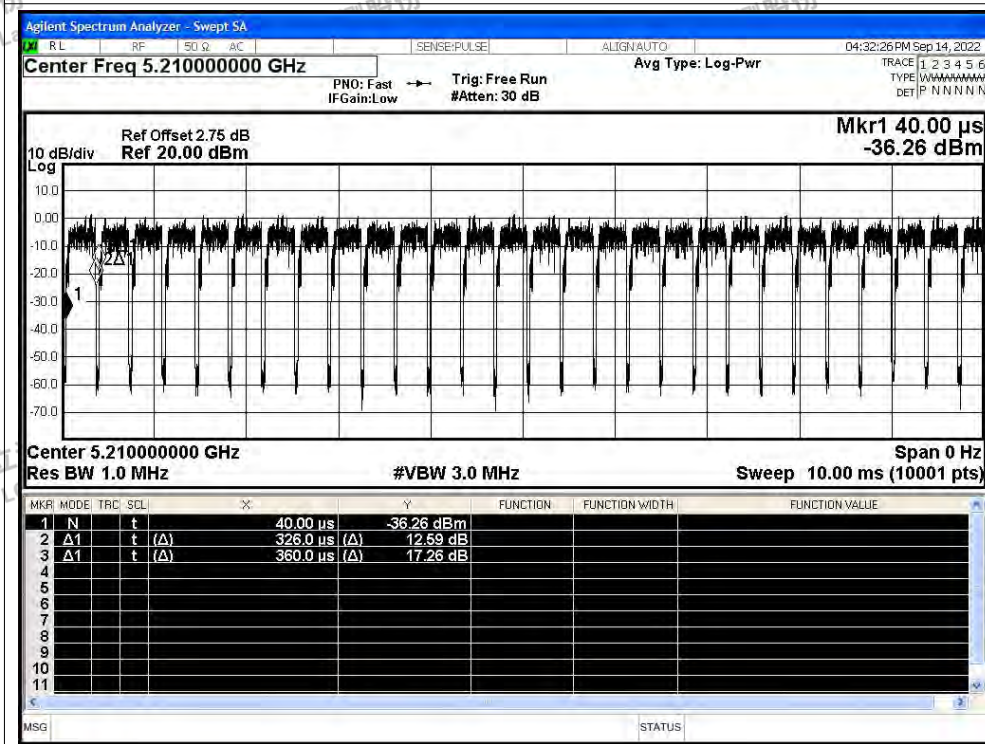 Agilent Spectrum Analyzer - Swept SA
RL RF 50 Ω AC SENSE:PULSE ALIGNAUTO 04:32:26 PM Sep 14, 2022
Center Freq 5.210000000 GHz Avg Type: Log-Pwr TRACE 1 2 3 4 5 6
PNO: Fast Trig: Free Run TYPE WWWWWW
IFGain:Low #Atten: 30 dB DET P N N N N N
Mkr1 40.00 µs
Ref Offset 2.75 dB
10 dB/div Ref 20.00 dBm -36.26 dBm
Log
10.0
0.00
-10.0
2Δ1
-20.0
-30.0 1
-40.0
-50.0
-60.0
-70.0
Center 5.210000000 GHz Span 0 Hz
Res BW 1.0 MHz #VBW 3.0 MHz Sweep 10.00 ms (10001 pts)
MKR MODE TRC SCL X Y FUNCTION FUNCTION WIDTH FUNCTION VALUE
1 N t 40.00 µs -36.26 dBm
2 Δ1 t (Δ) 326.0 µs (Δ) 12.59 dB
3 Δ1 t (Δ) 360.0 µs (Δ) 17.26 dB
4
5
6
7
8
9
10
11
MSG STATUS